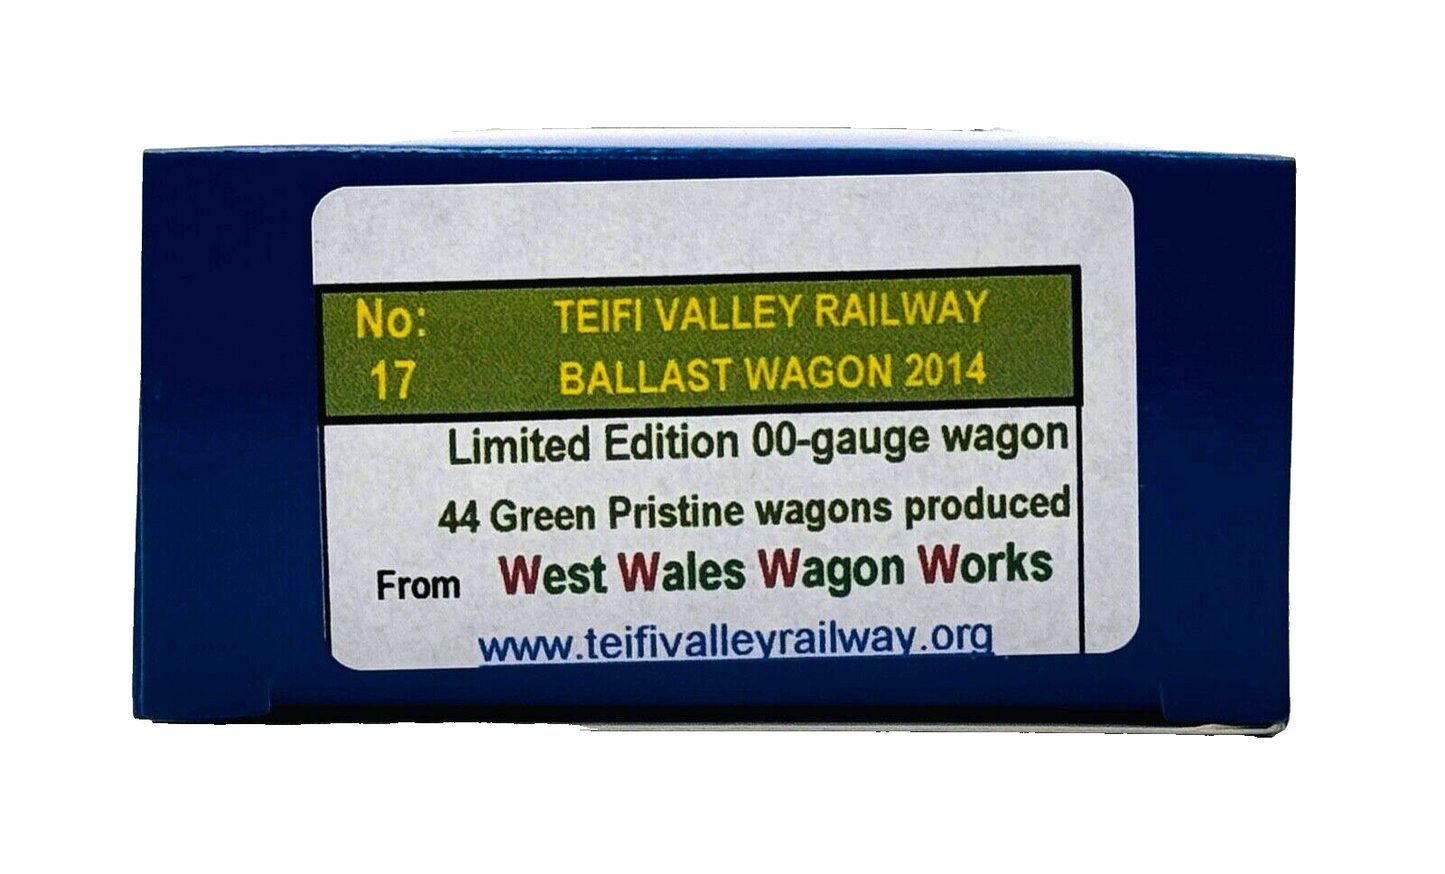 No: TEIFI VALLEY RAILWAY
17 BALLAST WAGON 2014
Limited Edition 00-gauge wagon
44 Green Pristine wagons produced
From West Wales Wagon Works
www.teifivalleyrailway.org